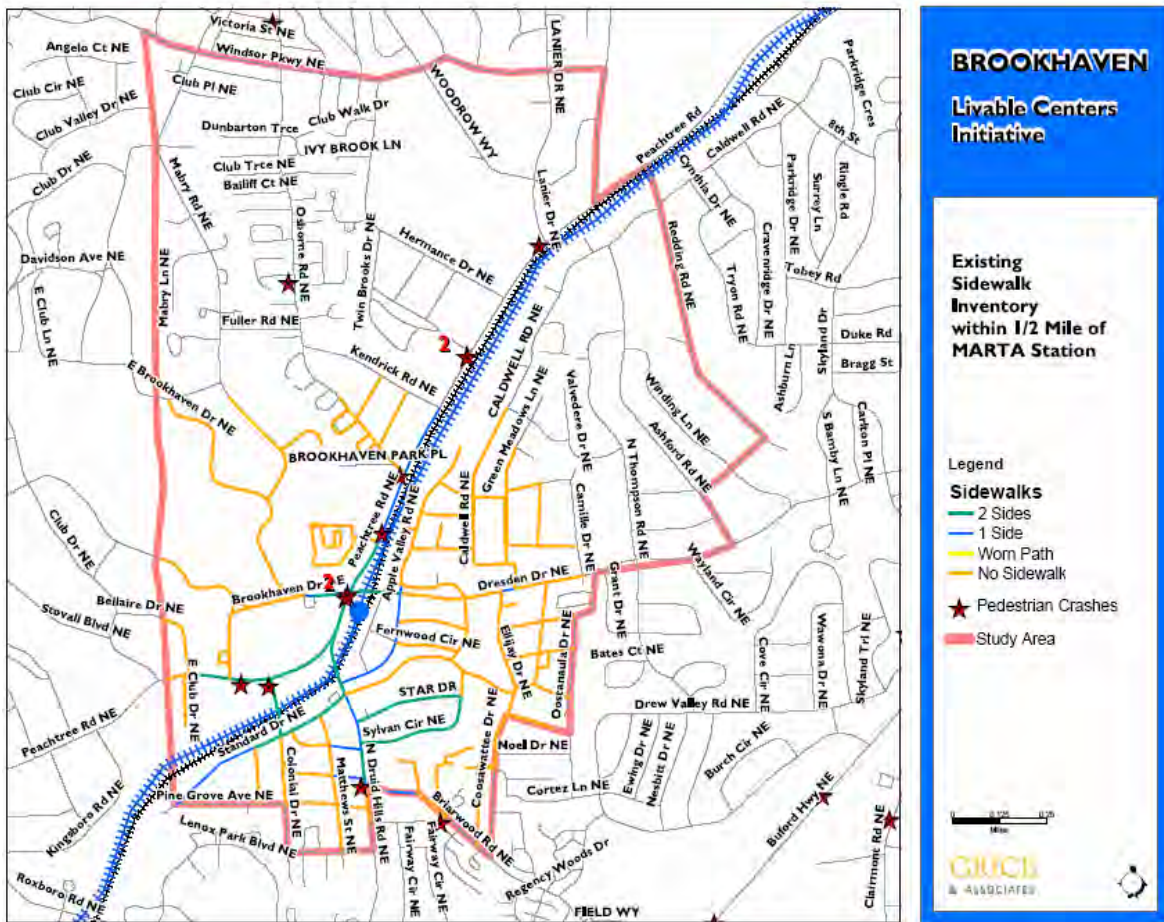 Victoria St NE
Angelo Ct NE
Windsor Pkwy NE
LANIER DR NE
Club Cir NE
Club Pl NE
WOODROW WY
Parkridge Cres
Club Valley Dr NE
Club Walk Dr
Peachtree Rd
Caldwell Rd NE
8th St
Dunbarton Trce
IVY BROOK LN
Club Dr NE
Club Trce NE
Bailiff Ct NE
Mabry Rd NE
Cynthia Dr NE
Parkridge Dr NE
Surrey Ln
Ringle Rd
Osborne Rd NE
Lanier Dr NE
Cravenridge Dr NE
Davidson Ave NE
Hermance Dr NE
Redding Rd NE
Tryon Rd NE
Tobey Rd
E Club Ln NE
Mabry Ln NE
Twin Brooks Dr NE
Fuller Rd NE
CALDWELL RD NE
Skyland Dr
Duke Rd
2
Kendrick Rd NE
Bragg St
E Brookhaven Dr NE
Green Meadows Ln NE
Valvedere Dr NE
Winding Ln NE
Ashburn Ln
Ashford Rd NE
S Bamby Ln NE
Carlton Pl NE
BROOKHAVEN PARK PL
N Thompson Rd NE
Peachtree Rd NE
Apple Valley Rd NE
Caldwell Rd NE
Camille Dr NE
Club Dr NE
2
Brookhaven Dr NE
Dresden Dr NE
Wayland Cir NE
Bellaire Dr NE
Grant Dr NE
Stovall Blvd NE
Fernwood Cir NE
Ellijay Dr NE
Oostanaula Dr NE
Bates Ct NE
Cove Cir NE
Wawona Dr NE
Skyland Trl NE
E Club Dr NE
STAR DR
Drew Valley Rd NE
Peachtree Rd NE
Standard Dr NE
Sylvan Cir NE
Noel Dr NE
Ewing Dr NE
Nesbitt Dr NE
Burch Cir NE
Coosawattee Dr NE
N Druid Hills Rd NE
Pine Grove Ave NE
Colonial Dr NE
Matthews St NE
Cortez Ln NE
Buford Hwy NE
Kingsboro Rd NE
Briarwood Rd NE
Lenox Park Blvd NE
Fairway Cir NE
Fairway Cir NE
Regency Woods Dr
Clairmont Rd NE
Roxboro Rd NE
FIELD WY
BROOKHAVEN
Livable Centers
Initiative
Existing
Sidewalk
Inventory
within 1/2 Mile of
MARTA Station
Legend
Sidewalks
2 Sides
1 Side
Worn Path
No Sidewalk
Pedestrian Crashes
Study Area
0
0.125
0.25
Miles
& ASSOCIATES